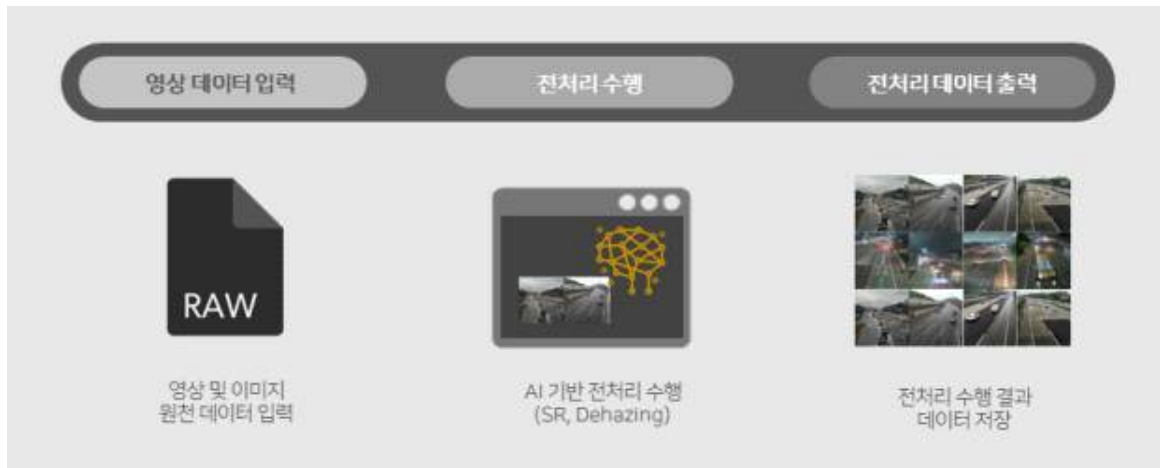 영상 데이터 입력
전처리 수행
전처리 데이터 출력
RAW
영상 및 이미지
원천 데이터 입력
AI 기반 전처리 수행
(SR, Dehazing)
전처리 수행 결과
데이터 저장